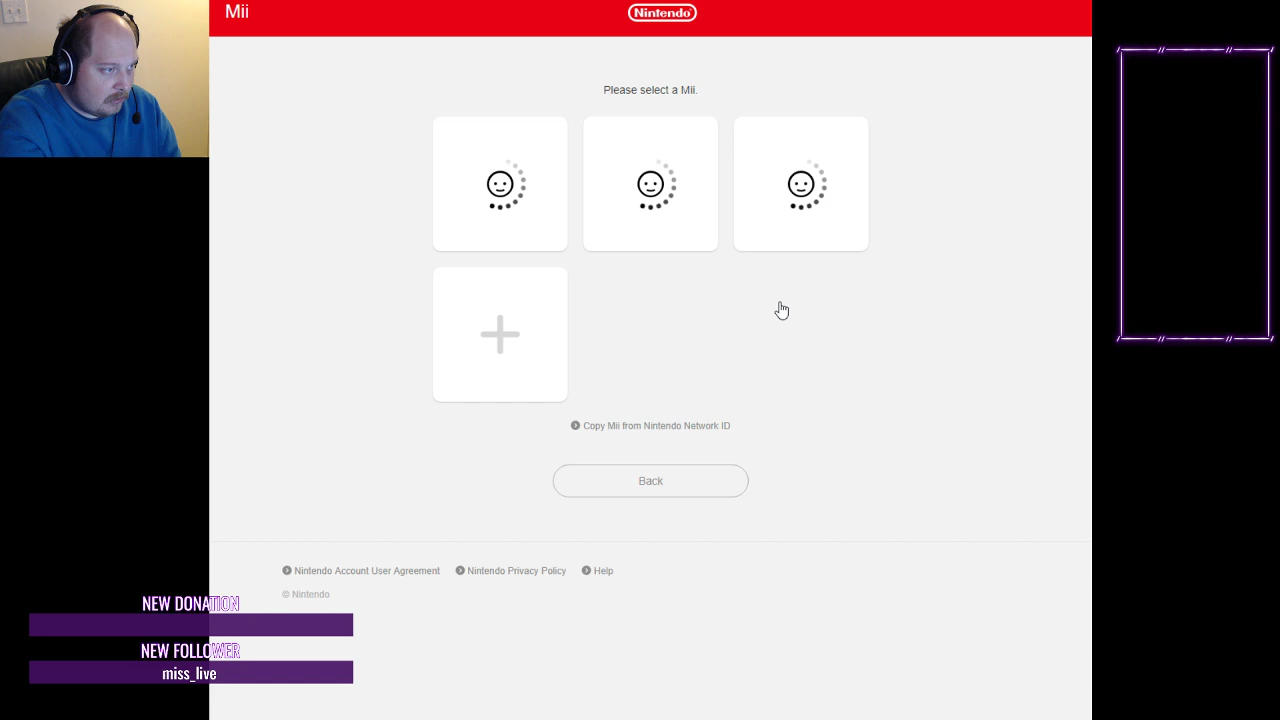 Mii
Nintendo
Please select a Mii.
Copy Mii from Nintendo Network ID
Back
Nintendo Account User Agreement
Nintendo Privacy Policy
Help
© Nintendo
NEW DONATION
NEW FOLLOWER
miss_live